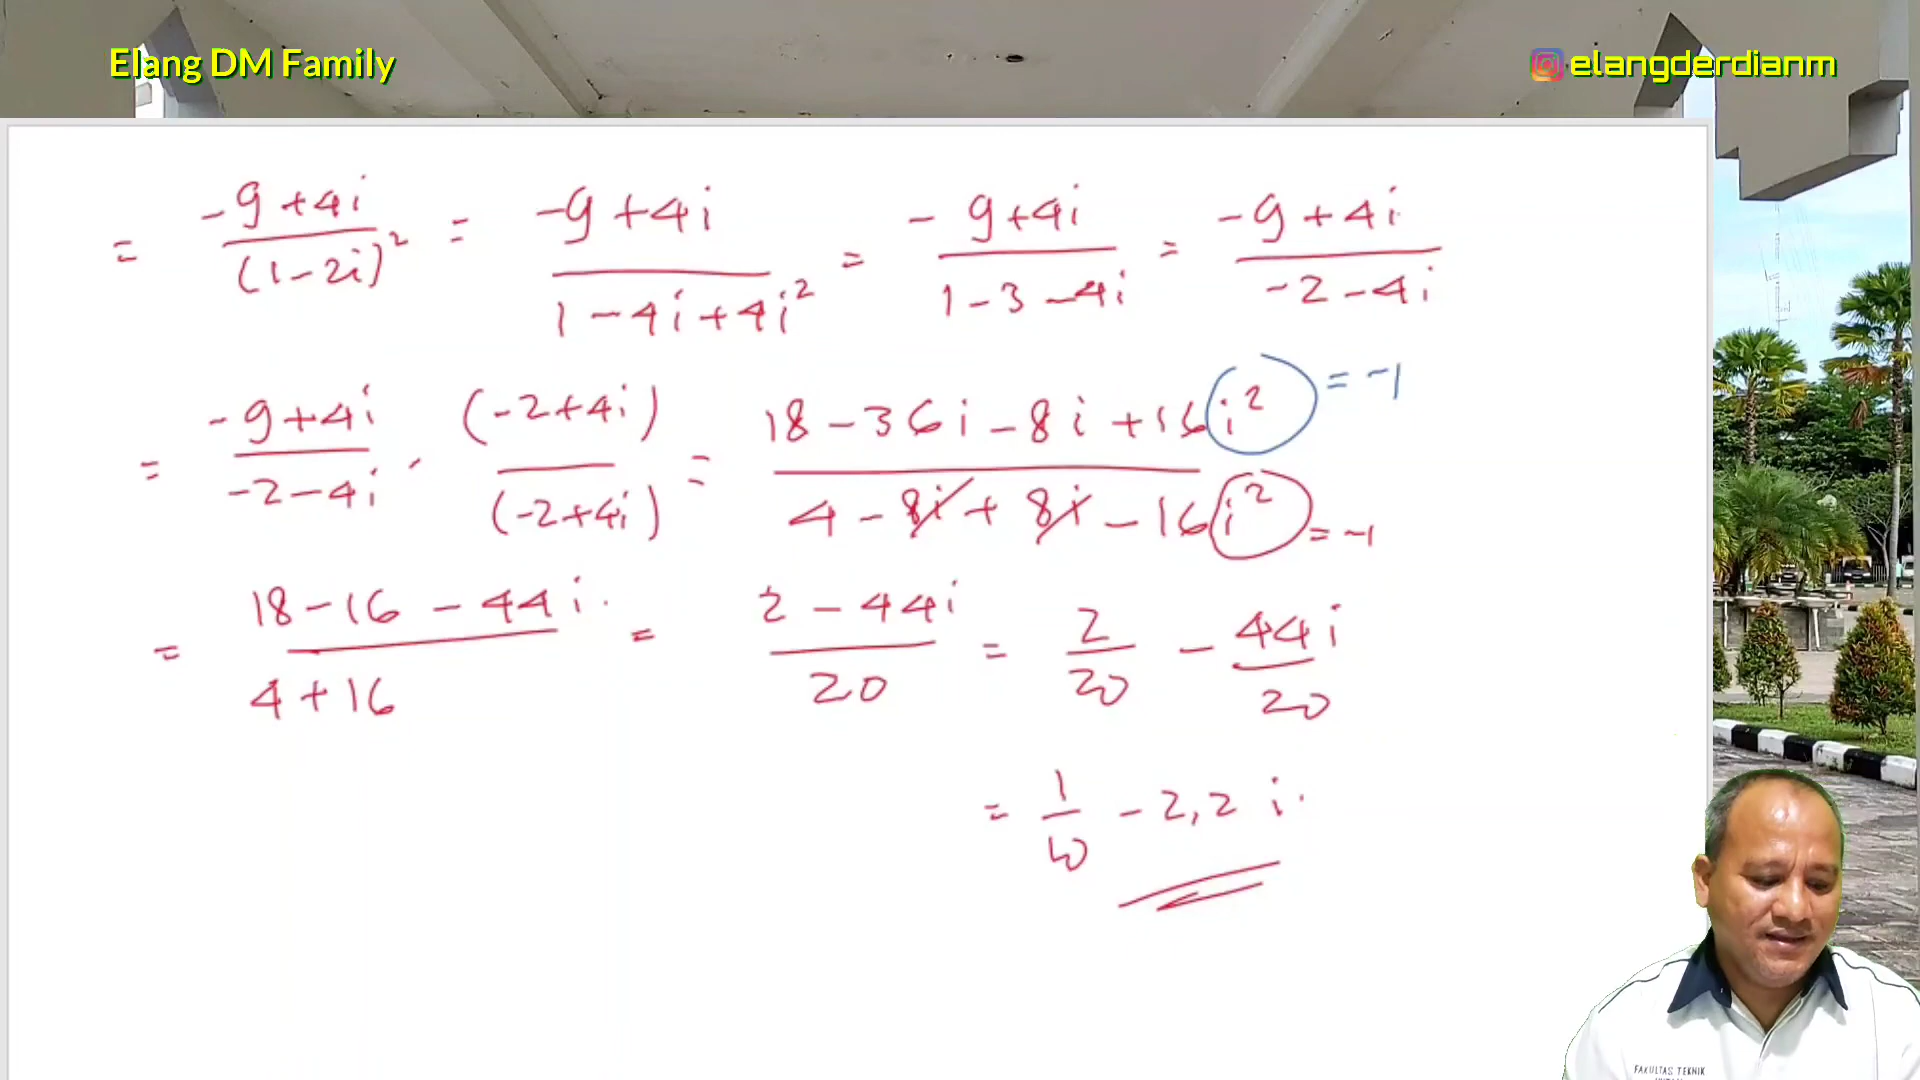 Elang DM Family
elangderdianm
= -9+4i/(1-2i)² = -9+4i/1-4i+4i² = -9+4i/1-3-4i = -9+4i/-2-4i
= -9+4i/-2-4i · (-2+4i)/(-2+4i) = 18-36i-8i+16i²/4-8i+8i-16i² = -1 = -1
= 18-16-44i/4+16 = 2-44i/20 = 2/20 - 44i/20
= 1/10 - 2,2 i
FAKULTAS TEKNIK